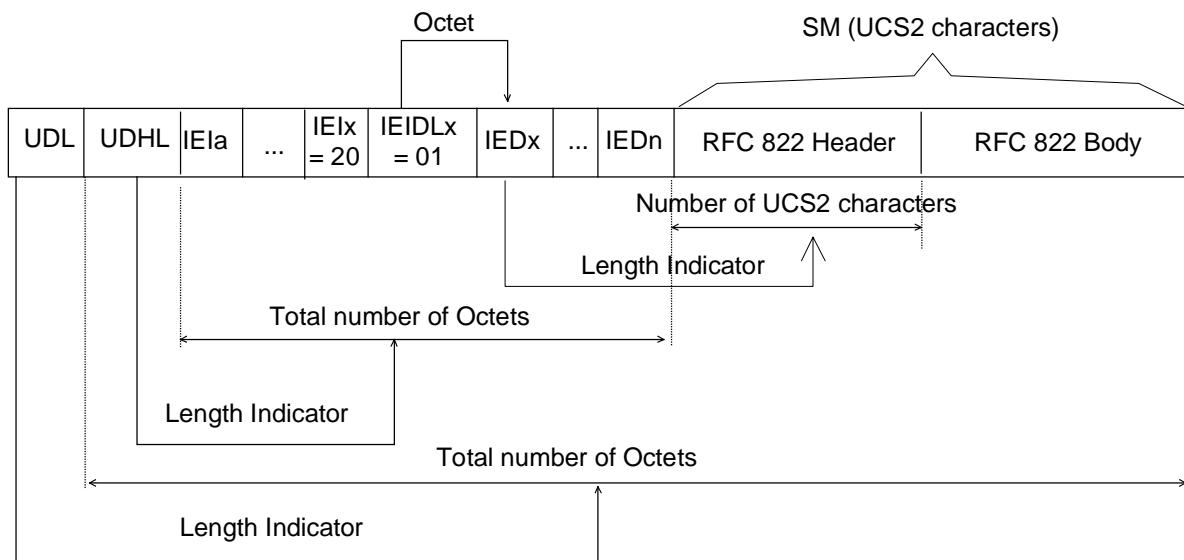 Octet
SM (UCS2 characters)
UDL UDHL IEIa ... IEIx = 20 IEIDLx = 01 IEDx ... IEDn RFC 822 Header RFC 822 Body
Number of UCS2 characters
Length Indicator
Total number of Octets
Length Indicator
Total number of Octets
Length Indicator